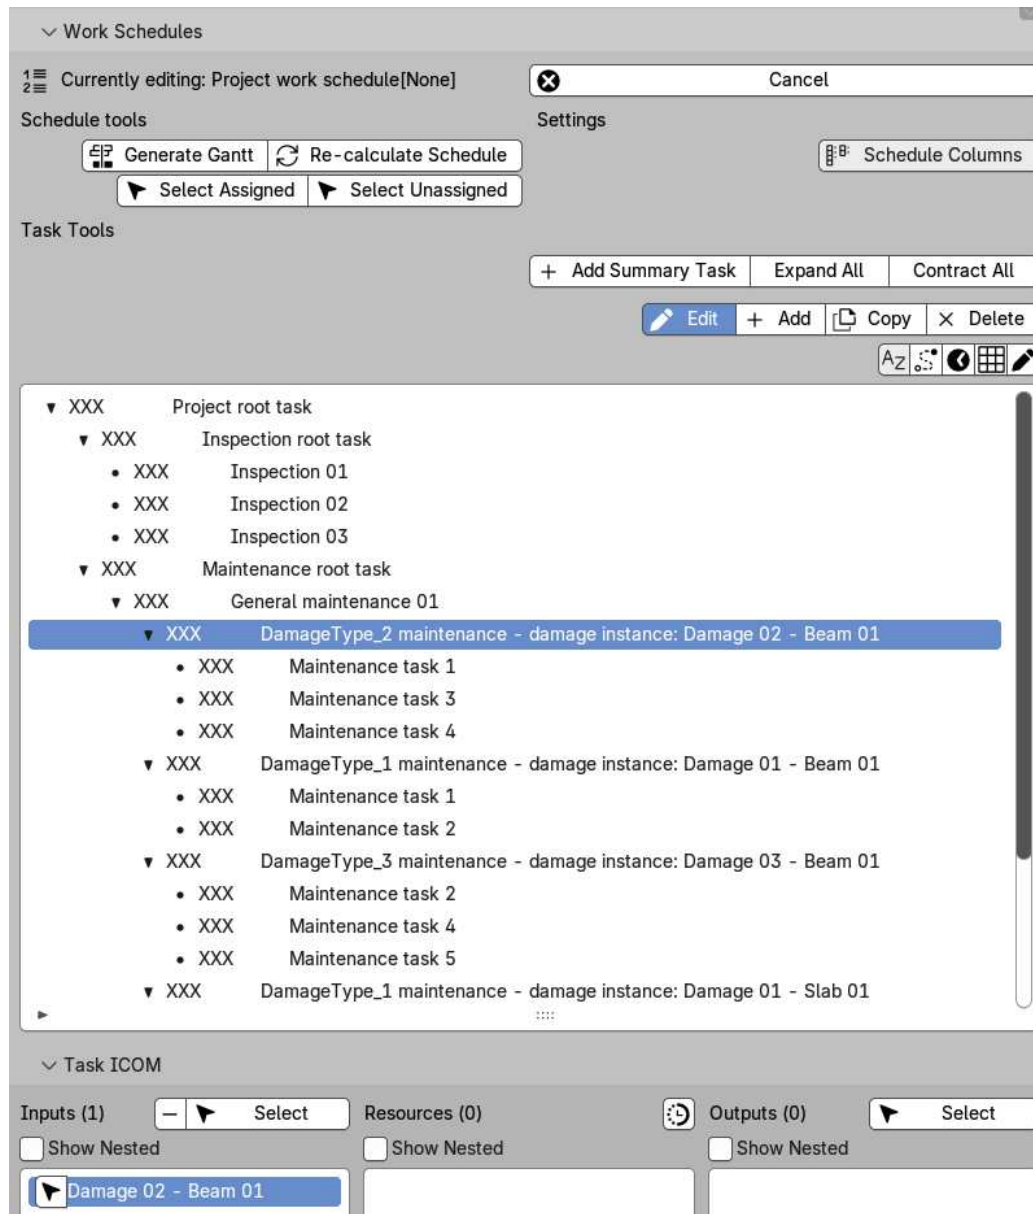 Work Schedules
Currently editing: Project work schedule[None] Cancel
Schedule tools Settings
Generate Gantt Re-calculate Schedule Schedule Columns
Select Assigned Select Unassigned
Task Tools
+ Add Summary Task Expand All Contract All
Edit + Add Copy × Delete
AZ
XXX Project root task
XXX Inspection root task
• XXX Inspection 01
• XXX Inspection 02
• XXX Inspection 03
XXX Maintenance root task
XXX General maintenance 01
XXX DamageType_2 maintenance - damage instance: Damage 02 - Beam 01
• XXX Maintenance task 1
• XXX Maintenance task 3
• XXX Maintenance task 4
XXX DamageType_1 maintenance - damage instance: Damage 01 - Beam 01
• XXX Maintenance task 1
• XXX Maintenance task 2
XXX DamageType_3 maintenance - damage instance: Damage 03 - Beam 01
• XXX Maintenance task 2
• XXX Maintenance task 4
• XXX Maintenance task 5
XXX DamageType_1 maintenance - damage instance: Damage 01 - Slab 01
Task ICOM
Inputs (1) Select Resources (0) Outputs (0) Select
Show Nested Show Nested Show Nested
Damage 02 - Beam 01